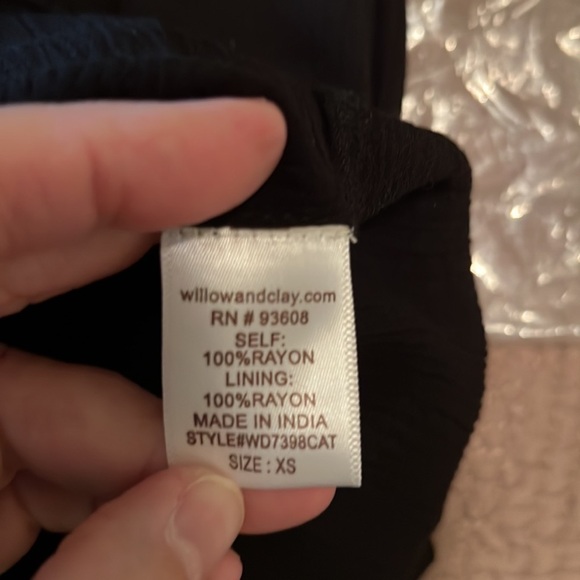 willowandclay.com
RN # 93608
SELF:
100%RAYON
LINING:
100%RAYON
MADE IN INDIA
STYLE#WD7398CAT
SIZE : XS